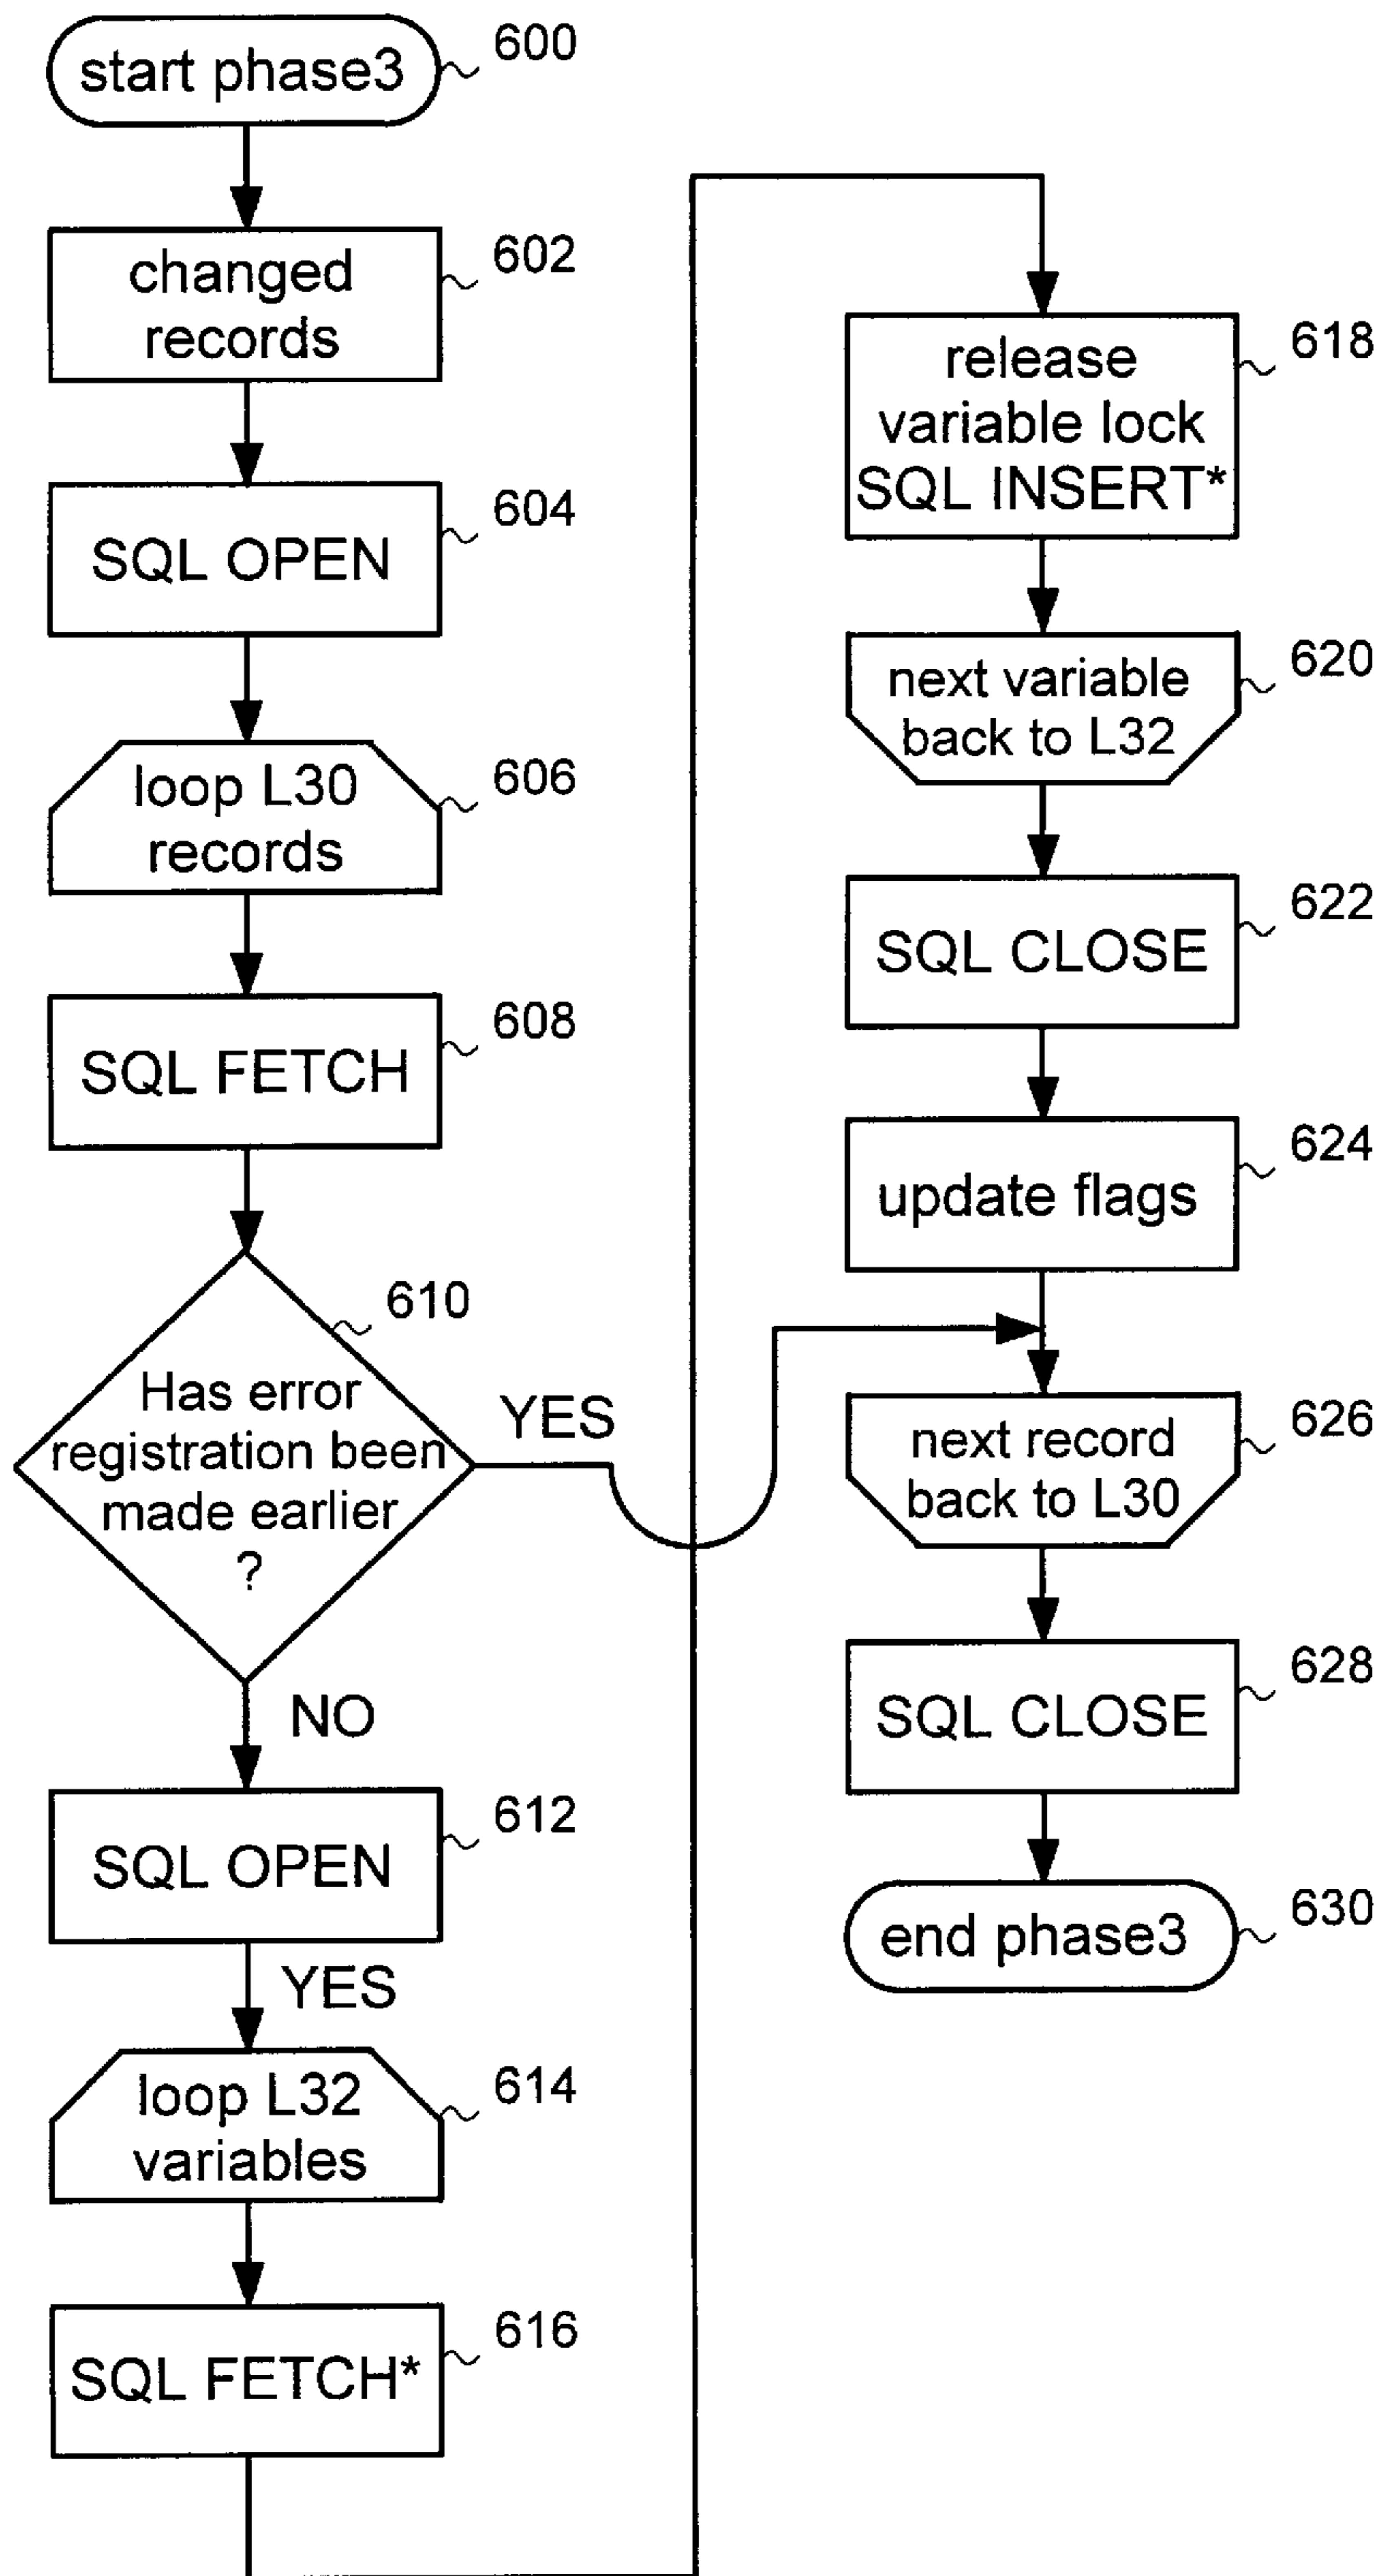 start phase3
600
changed
records
602
SQL OPEN
604
loop L30
records
606
SQL FETCH
608
610
Has error
registration been
made earlier
?
YES
NO
SQL OPEN
612
YES
loop L32
variables
614
SQL FETCH*
616
release
variable lock
SQL INSERT*
618
next variable
back to L32
620
SQL CLOSE
622
update flags
624
next record
back to L30
626
SQL CLOSE
628
end phase3
630